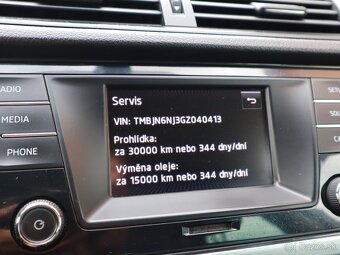 RADIO
MEDIA
PHONE
Servis
VIN: TMBJN6NJ3GZ040413
Prohlídka:
za 30000 km nebo 344 dny/dní
Výměna oleje:
za 15000 km nebo 344 dny/dní